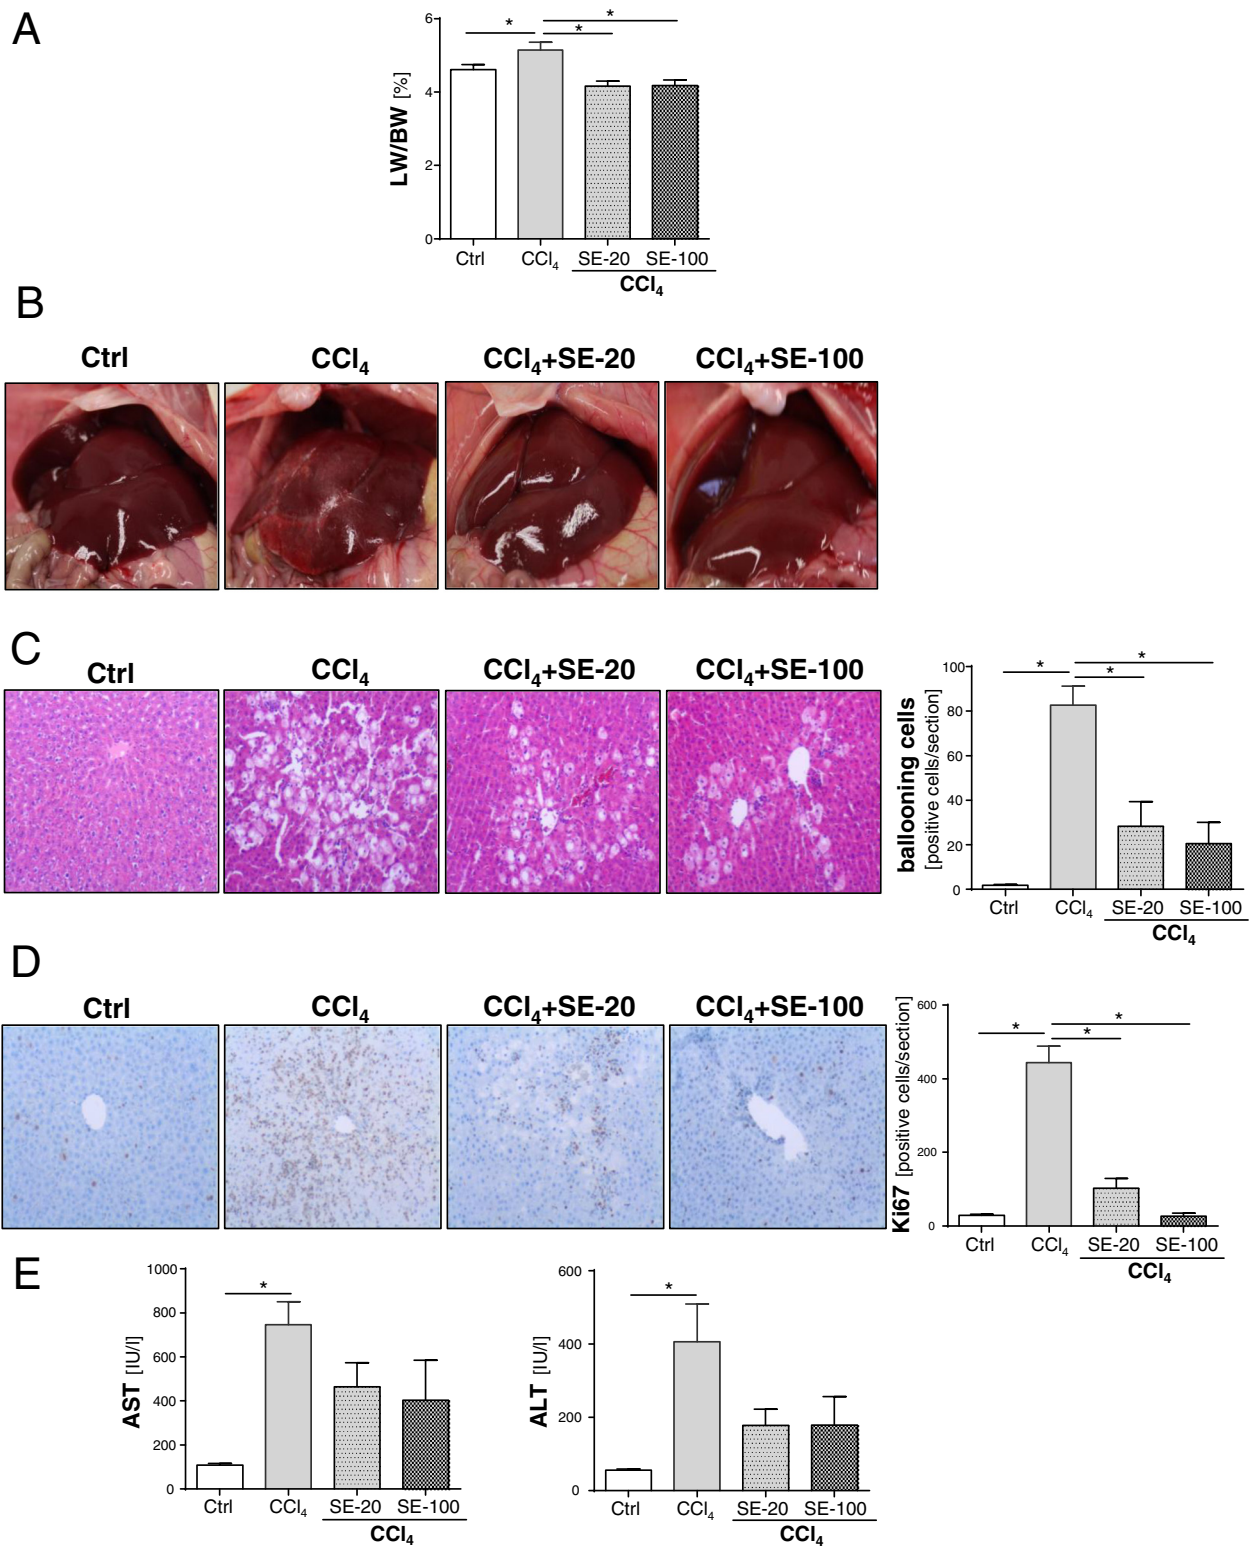 A
LW/BW [%]
6
4
2
0
* * *
Ctrl CCl₄ SE-20 SE-100
CCl₄
B
Ctrl CCl₄ CCl₄+SE-20 CCl₄+SE-100
C
Ctrl CCl₄ CCl₄+SE-20 CCl₄+SE-100
ballooning cells
[positive cells/section]
100
80
60
40
20
0
* * *
Ctrl CCl₄ SE-20 SE-100
CCl₄
D
Ctrl CCl₄ CCl₄+SE-20 CCl₄+SE-100
Ki67 [positive cells/section]
600
400
200
0
* * *
Ctrl CCl₄ SE-20 SE-100
CCl₄
E
AST [IU/l]
1000
800
600
400
200
0
*
Ctrl CCl₄ SE-20 SE-100
CCl₄
ALT [IU/l]
600
400
200
0
*
Ctrl CCl₄ SE-20 SE-100
CCl₄